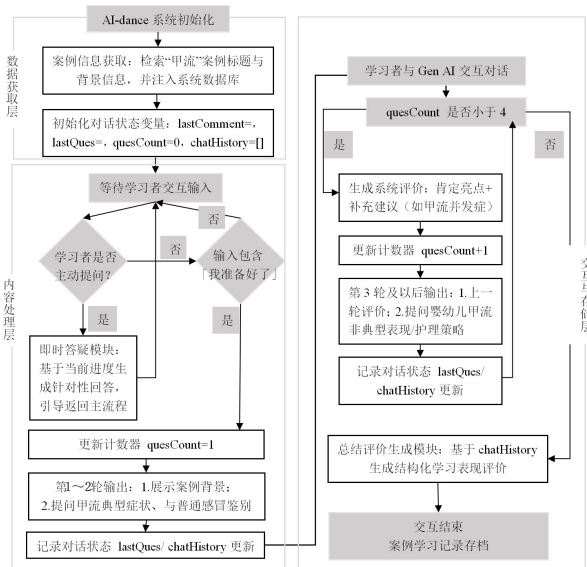 AI-dance 系统初始化
数据获取层
案例信息获取：检索“甲流”案例标题与
背景信息，并注入系统数据库
初始化对话状态变量：lastComment=,
lastQues=, quesCount=0, chatHistory=[]
内容处理层
等待学习者交互输入
否
学习者是否
主动提问？
否
输入包含
「我准备好了」
是
是
即时答疑模块：
基于当前进度生
成针对性回答，
引导返回主流程
更新计数器 quesCount=1
第1～2轮输出：1.展示案例背景；
2.提问甲流典型症状、与普通感冒鉴别
记录对话状态 lastQues/ chatHistory 更新
学习者与 Gen AI 交互对话
quesCount 是否小于 4
是
否
生成系统评价：肯定亮点+
补充建议（如甲流并发症）
更新计数器 quesCount+1
第 3 轮及以后输出：1.上一
轮评价；2.提问婴幼儿甲流
非典型表现/护理策略
记录对话状态 lastQues/
chatHistory 更新
总结评价生成模块：基于 chatHistory
生成结构化学习表现评价
交互结束
案例学习记录存档